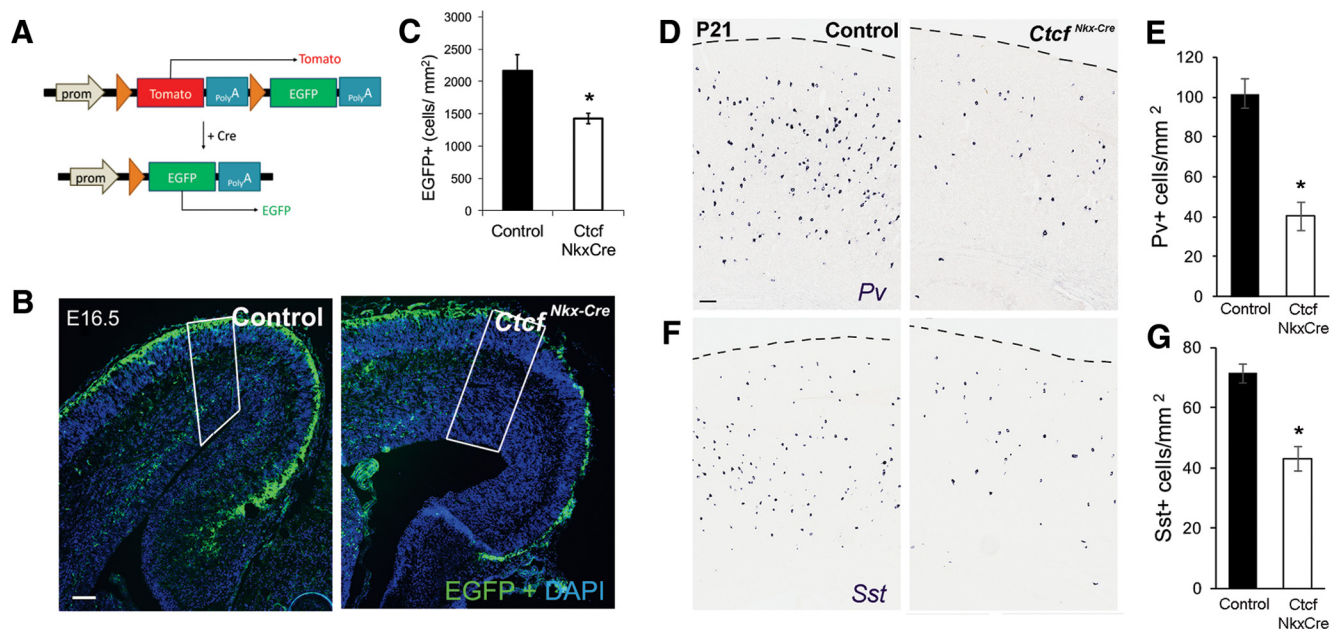 A
Tomato
prom
Tomato
PolyA
EGFP
PolyA
+ Cre
prom
EGFP
PolyA
EGFP
B
E16.5
Control
Ctcf Nkx-Cre
EGFP + DAPI
C
EGFP+ (cells/ mm²)
3000
2500
2000
1500
1000
500
0
*
Control
Ctcf
NkxCre
D
P21
Control
Ctcf Nkx-Cre
Pv
E
Pv+ cells/mm 2
120
100
80
60
40
20
0
*
Control
Ctcf
NkxCre
F
Sst
G
Sst+ cells/mm 2
80
60
40
20
0
*
Control
Ctcf
NkxCre